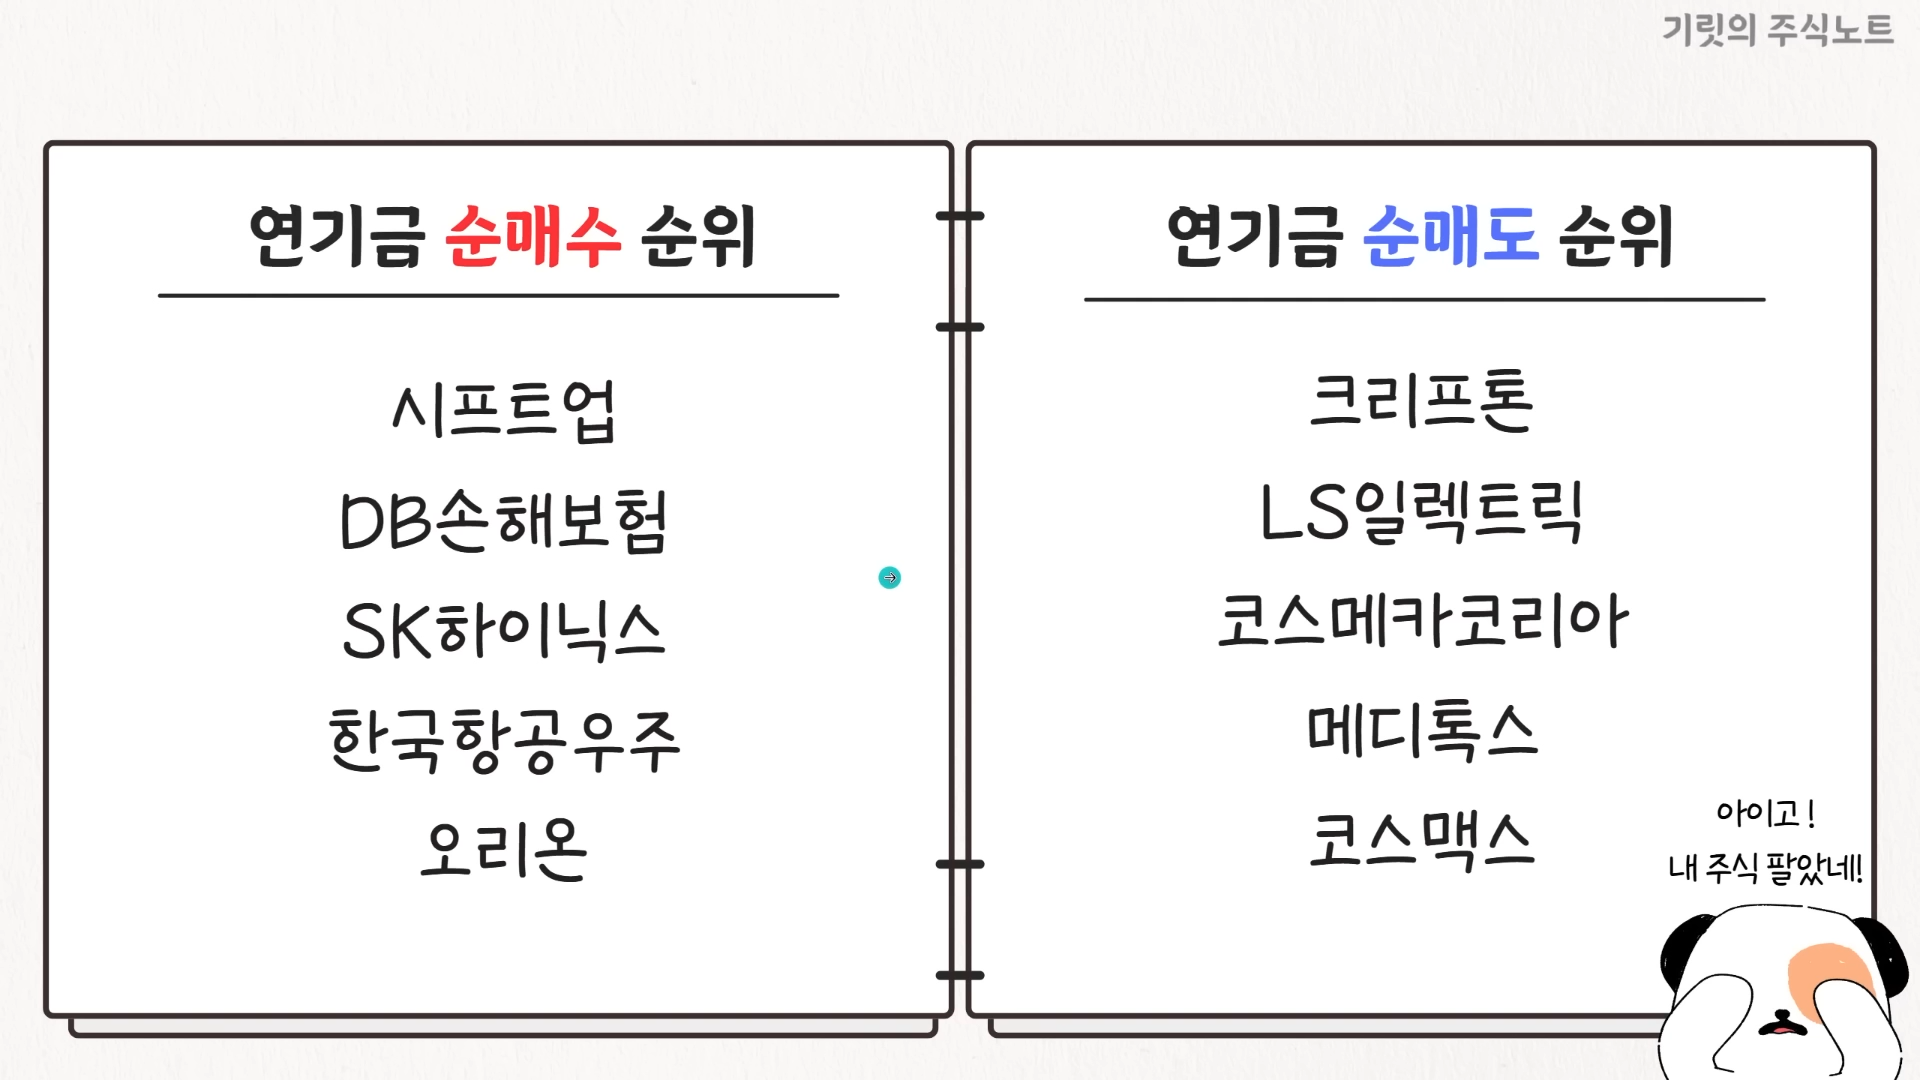 기릿의 주식노트
연기금 순매수 순위
시프트업
DB손해보험
SK하이닉스
한국항공우주
오리온
연기금 순매도 순위
크리프톤
LS일렉트릭
코스메카코리아
메디톡스
코스맥스
아이고!
내 주식 팔았네!